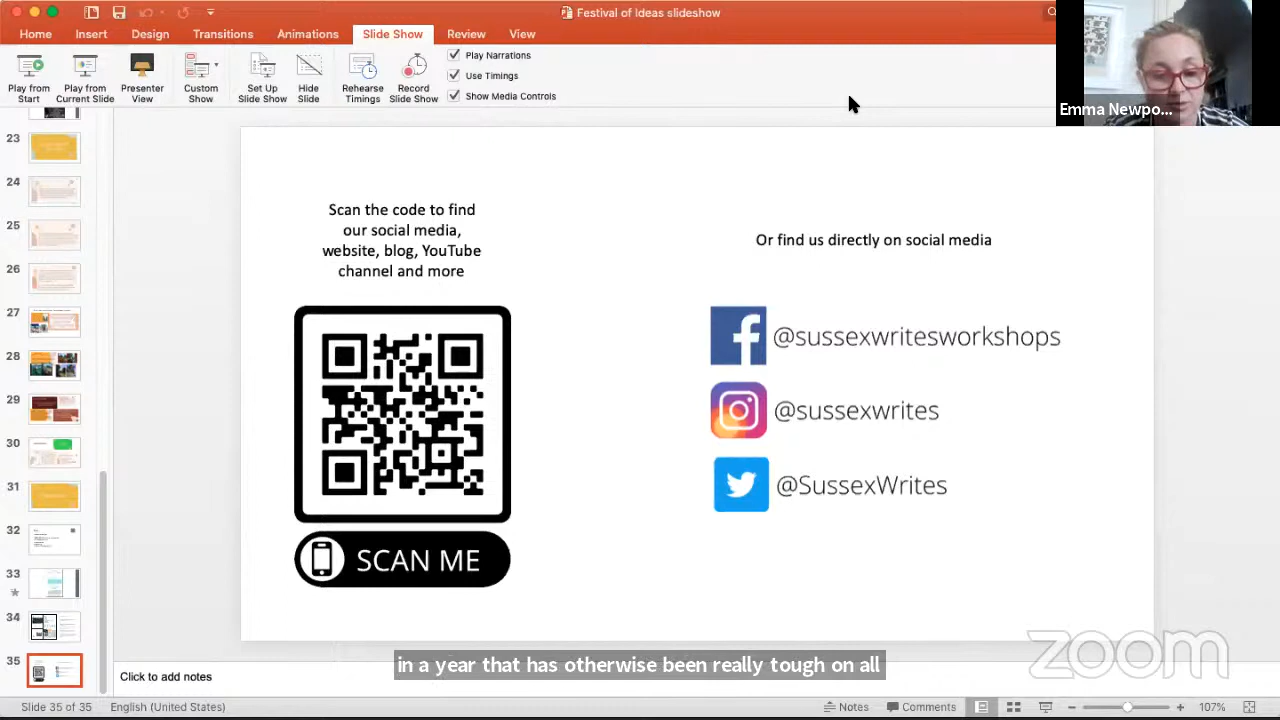 Festival of Ideas slideshow
Home Insert Design Transitions Animations Slide Show Review View
Play from Start
Play from Current Slide
Presenter View
Custom Show
Set Up Slide Show
Hide Slide
Rehearse Timings
Record Slide Show
Play Narrations
Use Timings
Show Media Controls
Emma Newpo...
23
24
25
26
27
28
29
30
31
32
33
34
35
Scan the code to find
our social media,
website, blog, YouTube
channel and more
SCAN ME
Or find us directly on social media
@sussexwritesworkshops
@sussexwrites
@SussexWrites
in a year that has otherwise been really tough on all
zoom
Click to add notes
Slide 35 of 35 English (United States) Notes Comments 107%